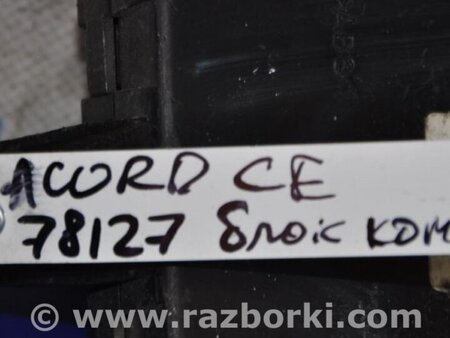 ACORD CE
78127 блок ком
© www.razborki.com